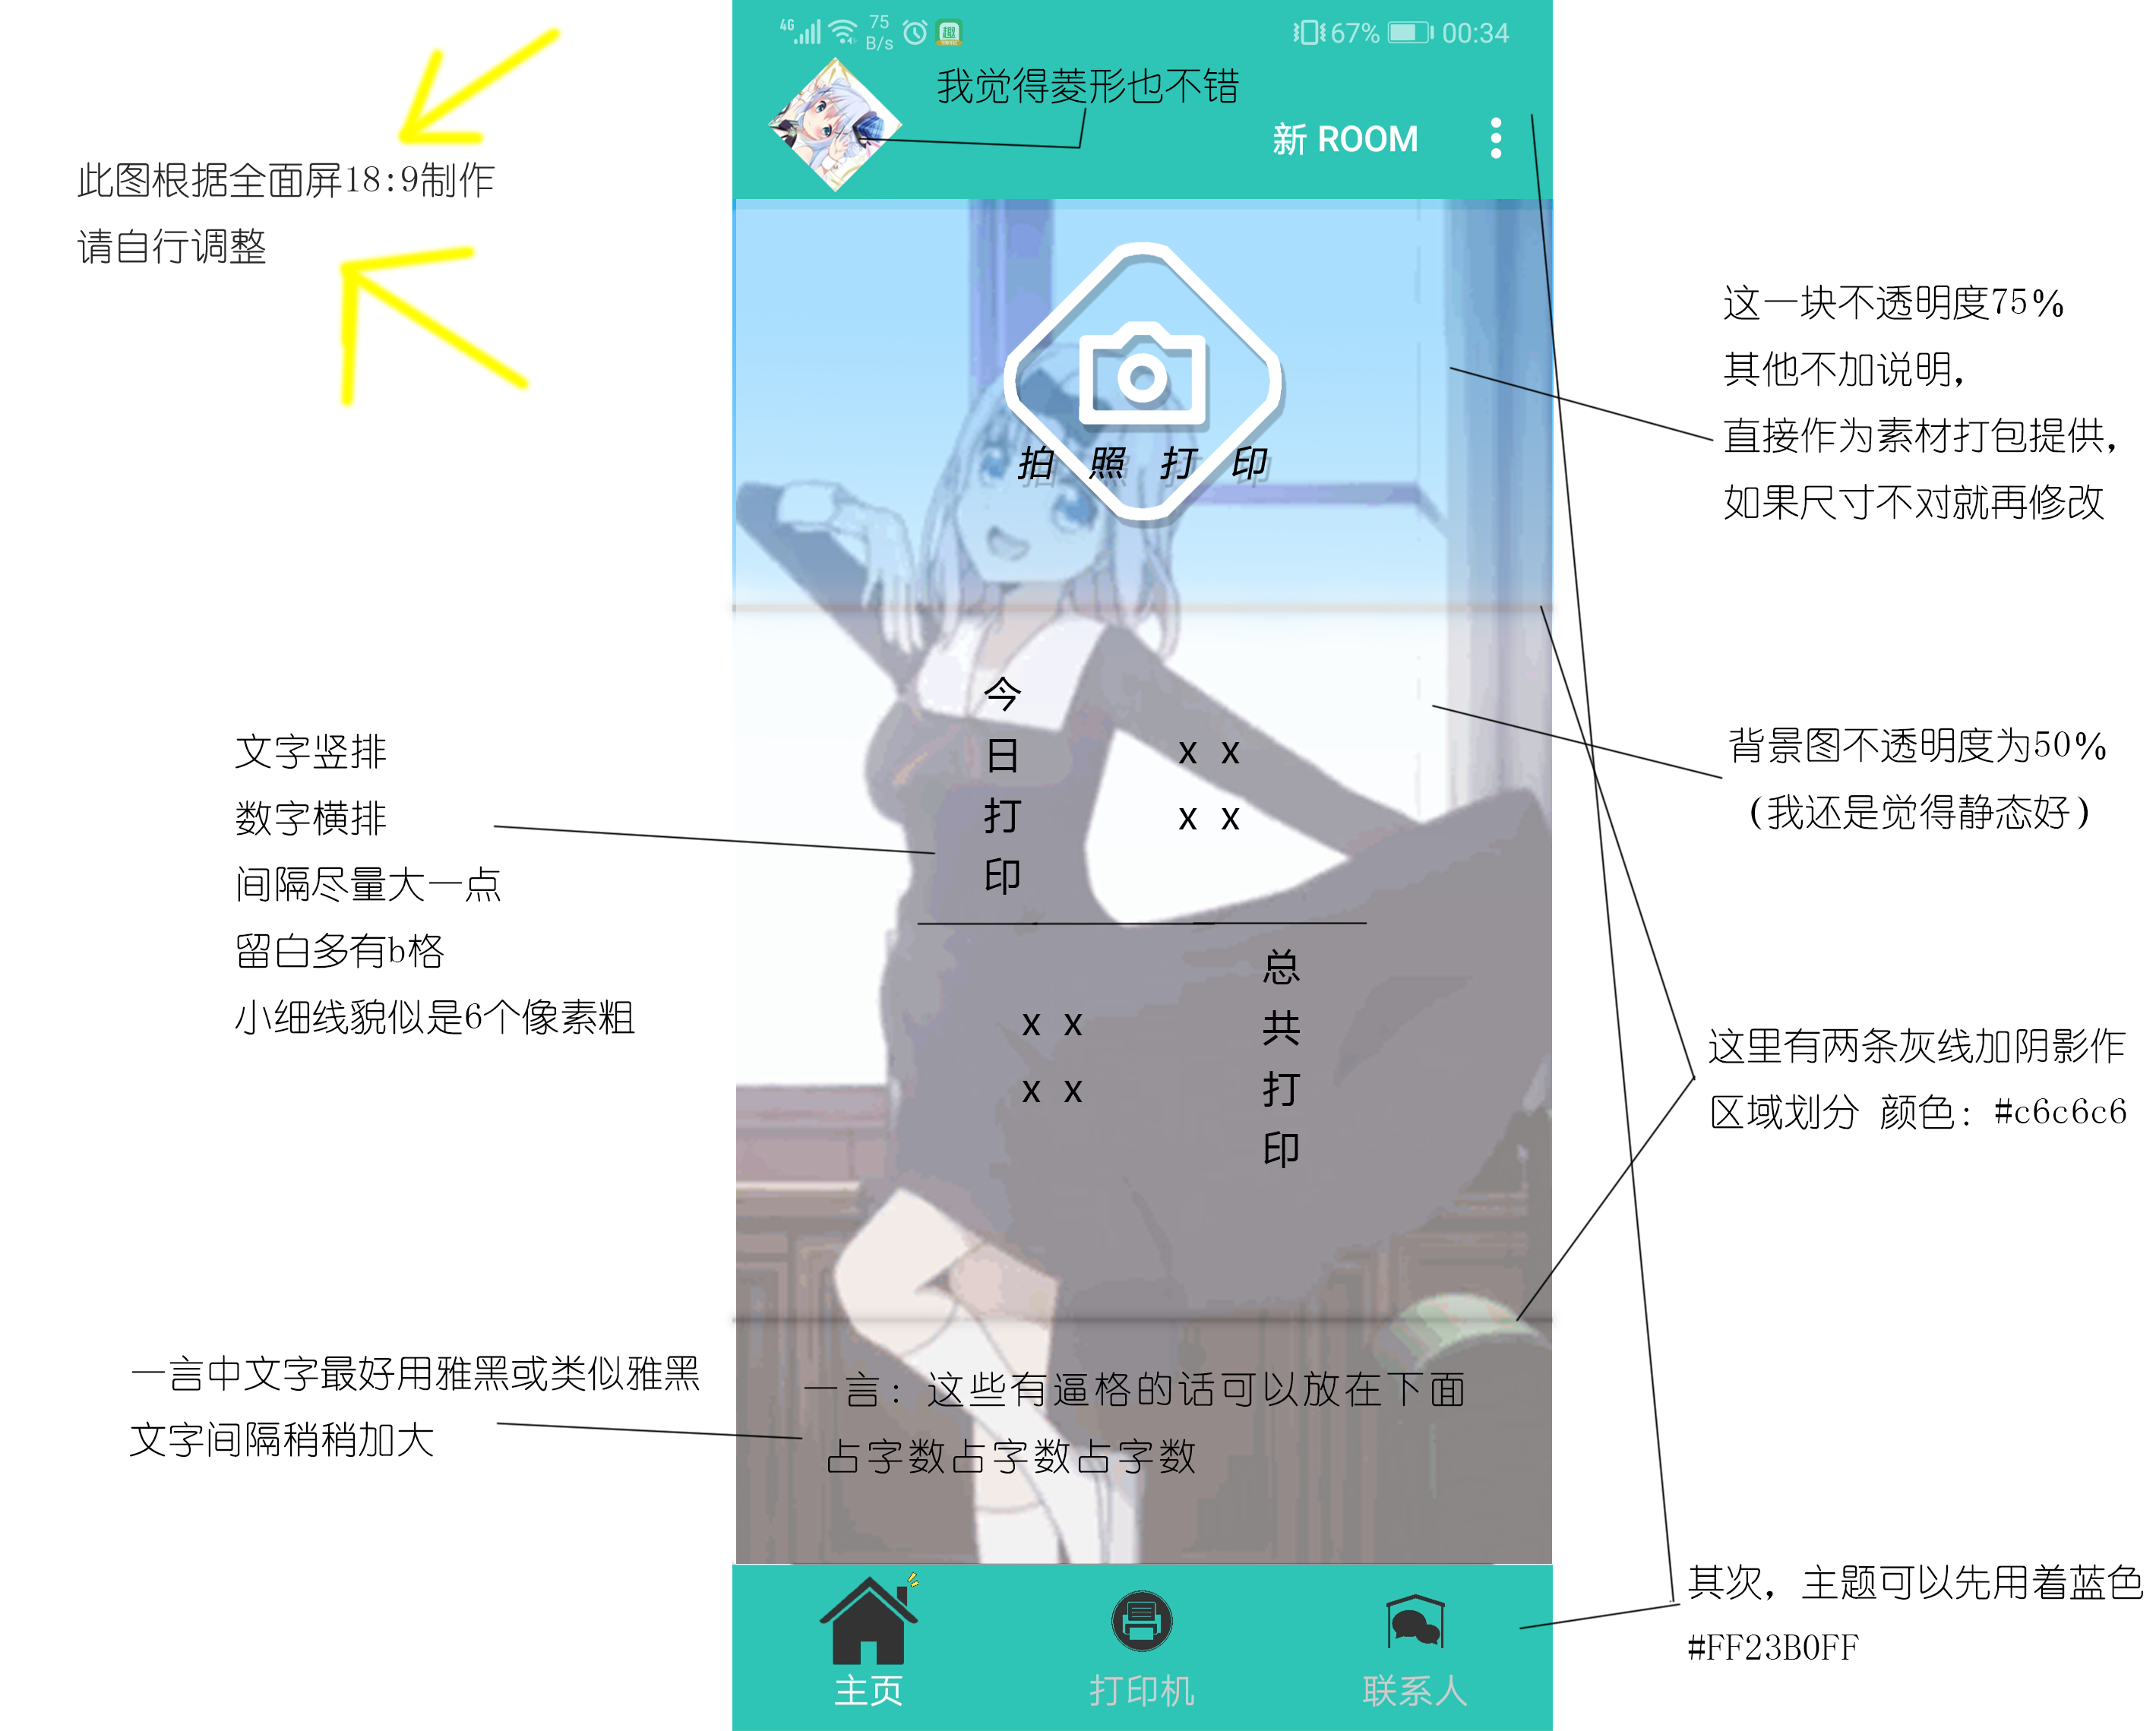 4G
75
B/s
趣
67%
00:34
我觉得菱形也不错
新 ROOM
此图根据全面屏18:9制作
请自行调整
这一块不透明度75%
其他不加说明,
直接作为素材打包提供,
如果尺寸不对就再修改
拍 照 打 印
今
日
打
印
x x
x x
文字竖排
数字横排
间隔尽量大一点
留白多有b格
小细线貌似是6个像素粗
背景图不透明度为50%
(我还是觉得静态好)
总
共
打
印
x x
x x
这里有两条灰线加阴影作
区域划分 颜色: #c6c6c6
一言中文字最好用雅黑或类似雅黑
文字间隔稍稍加大
一言: 这些有逼格的话可以放在下面
占字数占字数占字数
其次, 主题可以先用着蓝色
#FF23B0FF
主页
打印机
联系人